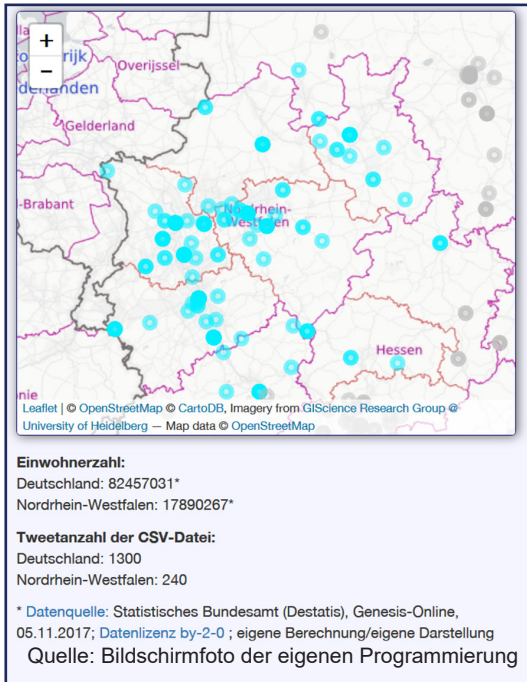 +
Overijssel
−
Gelderland
-Brabant
Nordrhein-
Westfalen
Hessen
Leaflet | © OpenStreetMap © CartoDB, Imagery from GIScience Research Group @
University of Heidelberg — Map data © OpenStreetMap
Einwohnerzahl:
Deutschland: 82457031*
Nordrhein-Westfalen: 17890267*
Tweetanzahl der CSV-Datei:
Deutschland: 1300
Nordrhein-Westfalen: 240
* Datenquelle: Statistisches Bundesamt (Destatis), Genesis-Online,
05.11.2017; Datenlizenz by-2-0 ; eigene Berechnung/eigene Darstellung
Quelle: Bildschirmfoto der eigenen Programmierung